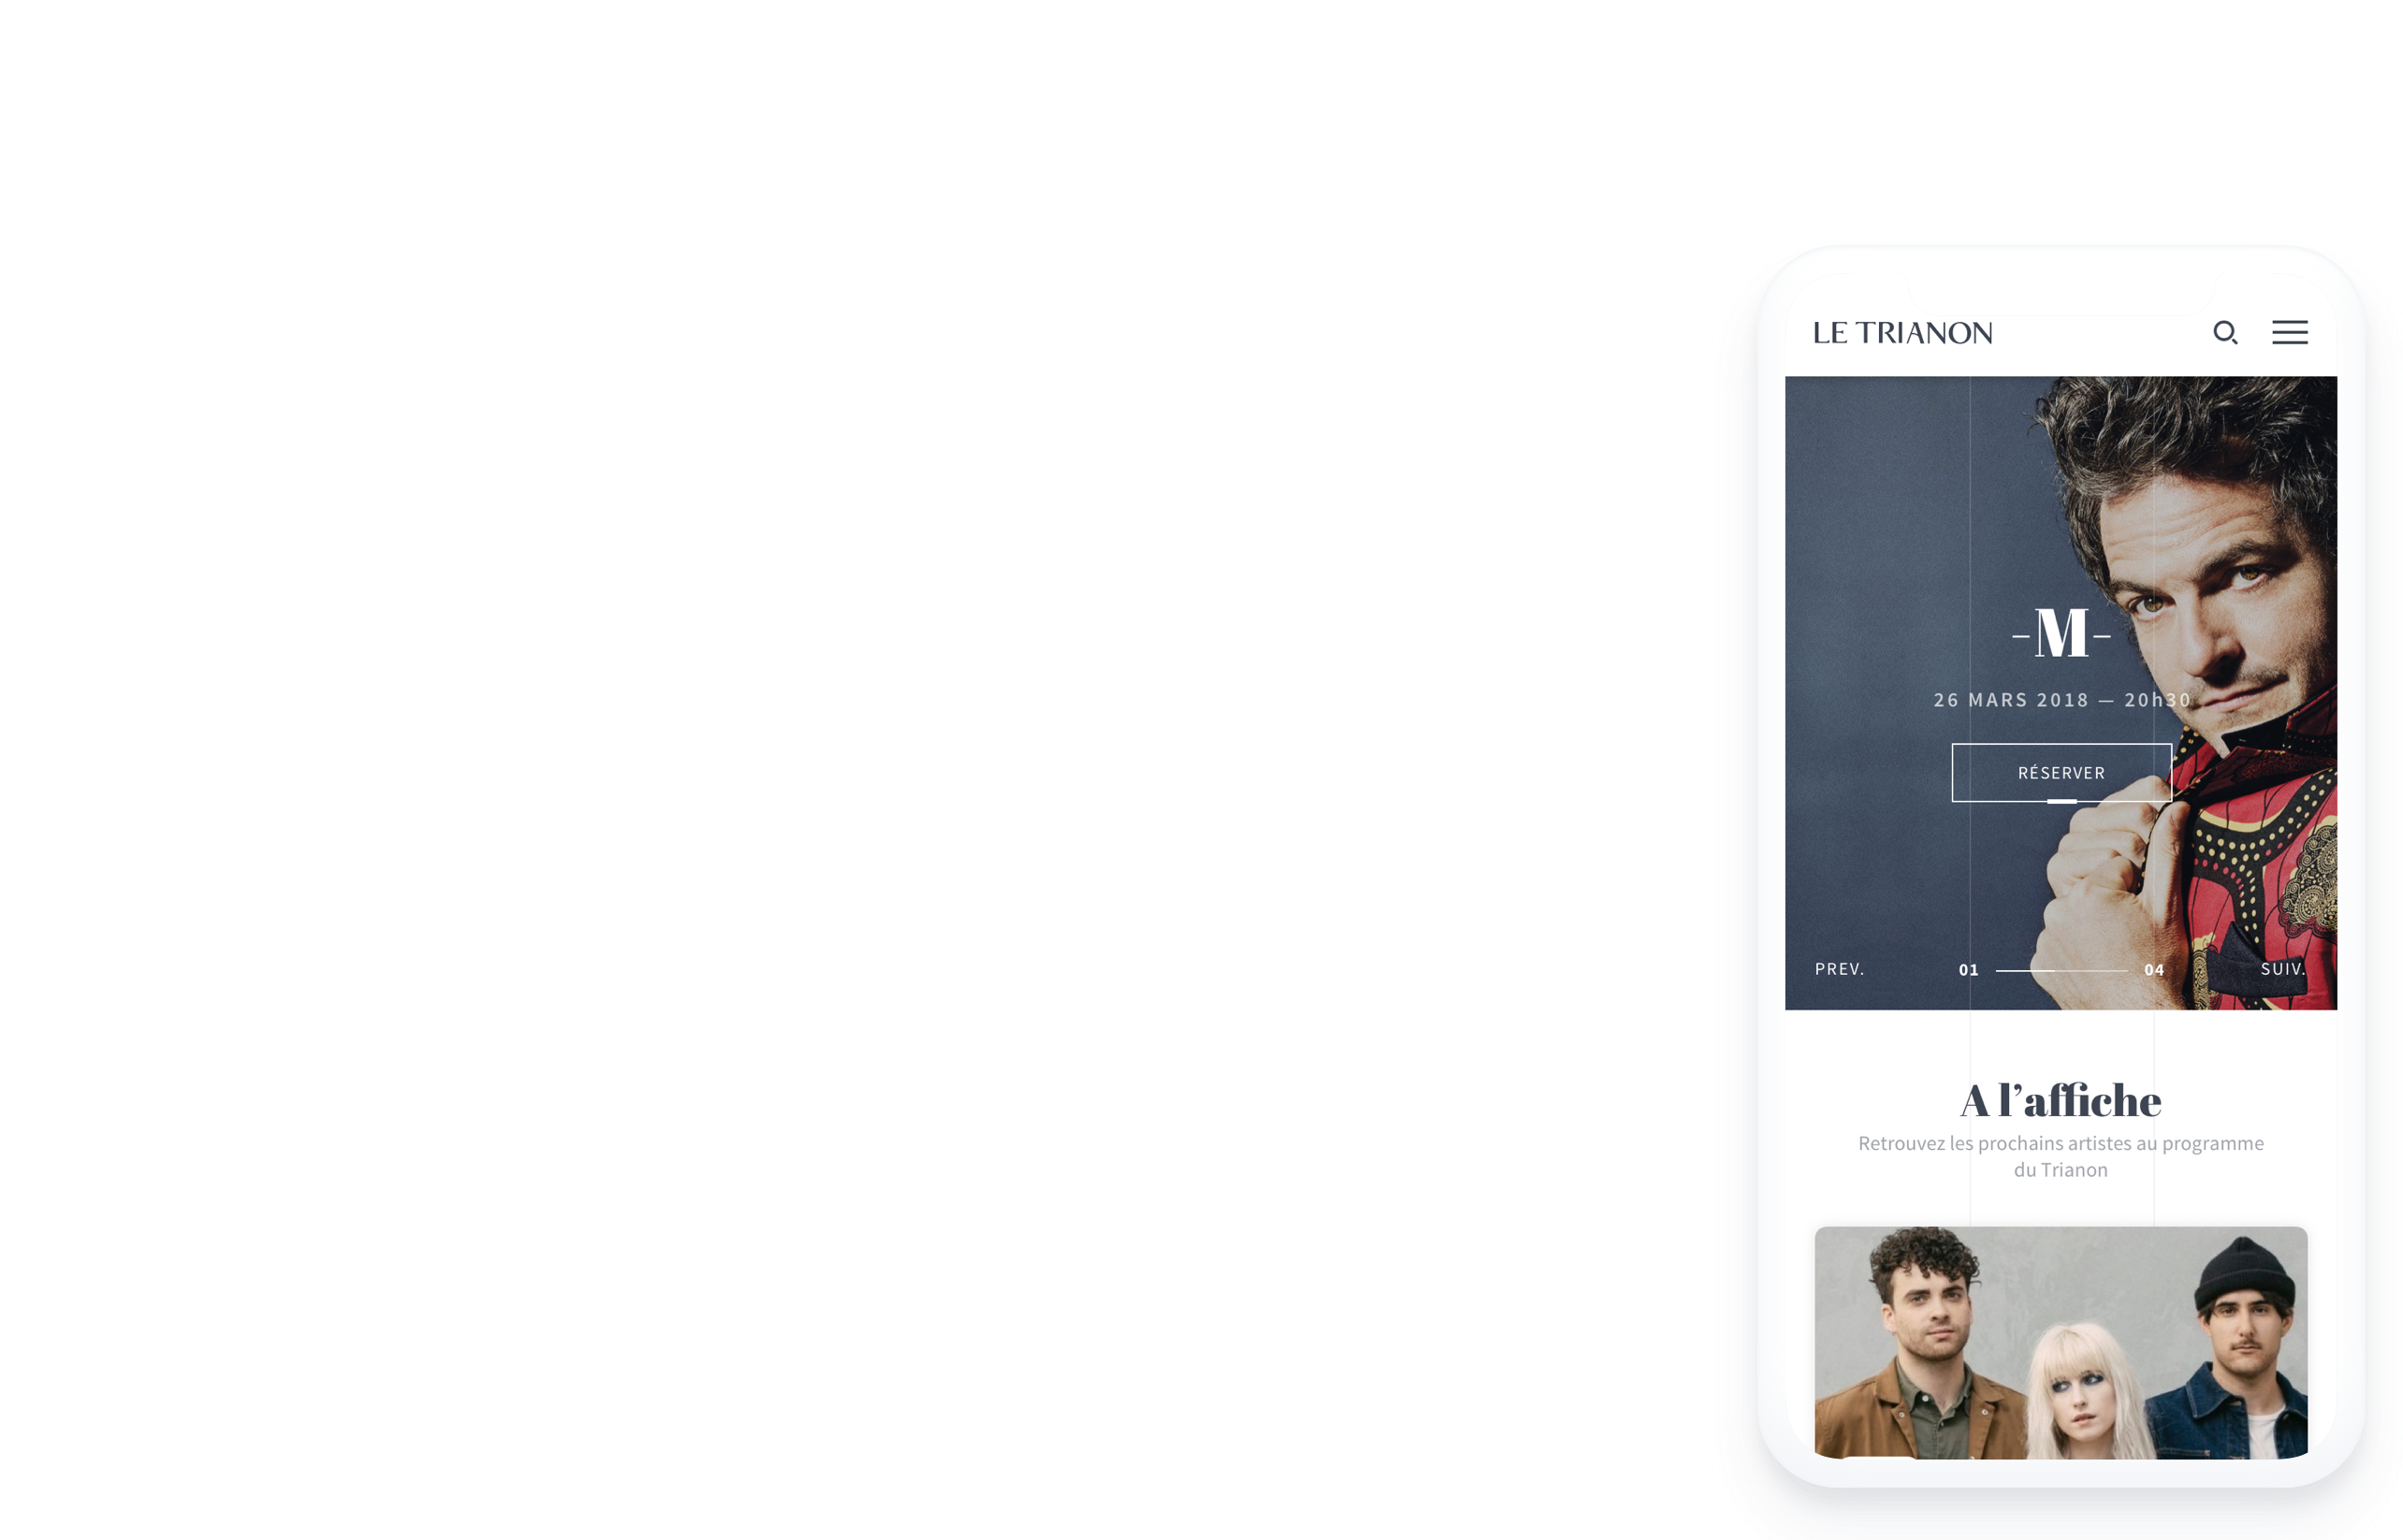 LE TRIANON
-M-
26 MARS 2018 — 20h30
RÉSERVER
PREV. 01 04 SUIV.
A l’affiche
Retrouvez les prochains artistes au programme
du Trianon